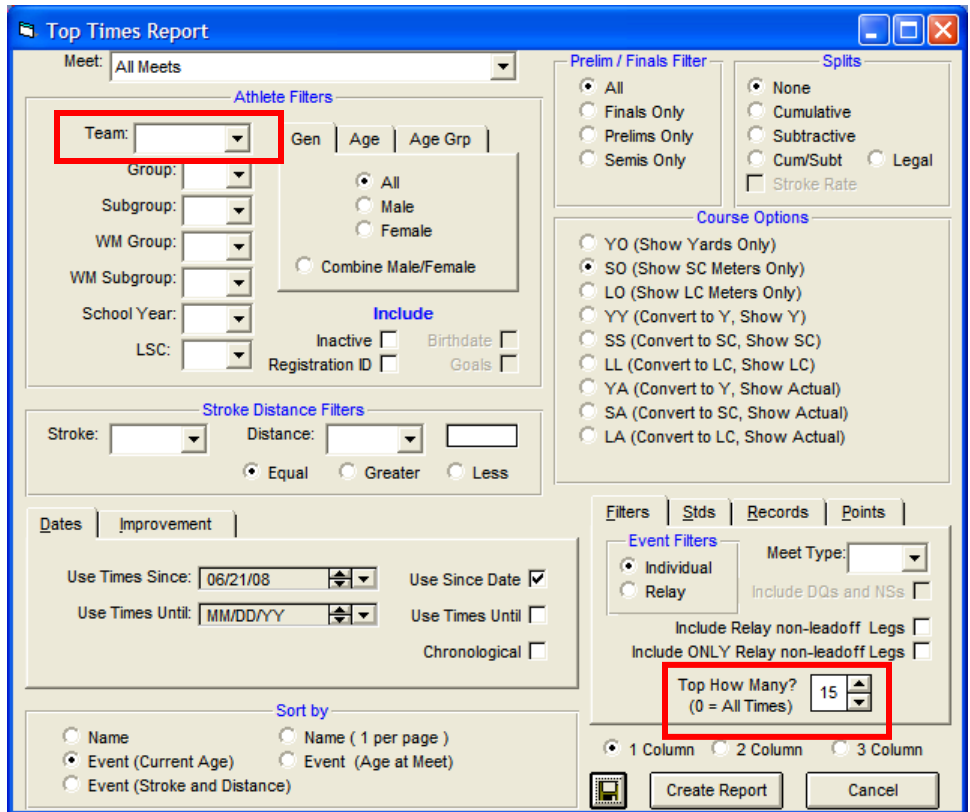 Top Times Report
Meet: All Meets
Athlete Filters
Team:
Group:
Subgroup:
WM Group:
WM Subgroup:
School Year:
LSC:
Gen Age Age Grp
All
Male
Female
Combine Male/Female
Include
Inactive Birthdate
Registration ID Goals
Prelim / Finals Filter
All
Finals Only
Prelims Only
Semis Only
Splits
None
Cumulative
Subtractive
Cum/Subt Legal
Stroke Rate
Course Options
YO (Show Yards Only)
SO (Show SC Meters Only)
LO (Show LC Meters Only)
YY (Convert to Y, Show Y)
SS (Convert to SC, Show SC)
LL (Convert to LC, Show LC)
YA (Convert to Y, Show Actual)
SA (Convert to SC, Show Actual)
LA (Convert to LC, Show Actual)
Stroke Distance Filters
Stroke: Distance:
Equal Greater Less
Dates Improvement
Use Times Since: 06/21/08 Use Since Date
Use Times Until: MM/DD/YY Use Times Until
Chronological
Filters Stds Records Points
Event Filters
Individual
Relay
Meet Type:
Include DQs and NSs
Include Relay non-leadoff Legs
Include ONLY Relay non-leadoff Legs
Top How Many? 15
(0 = All Times)
Sort by
Name Name ( 1 per page )
Event (Current Age) Event (Age at Meet)
Event (Stroke and Distance)
1 Column 2 Column 3 Column
Create Report Cancel